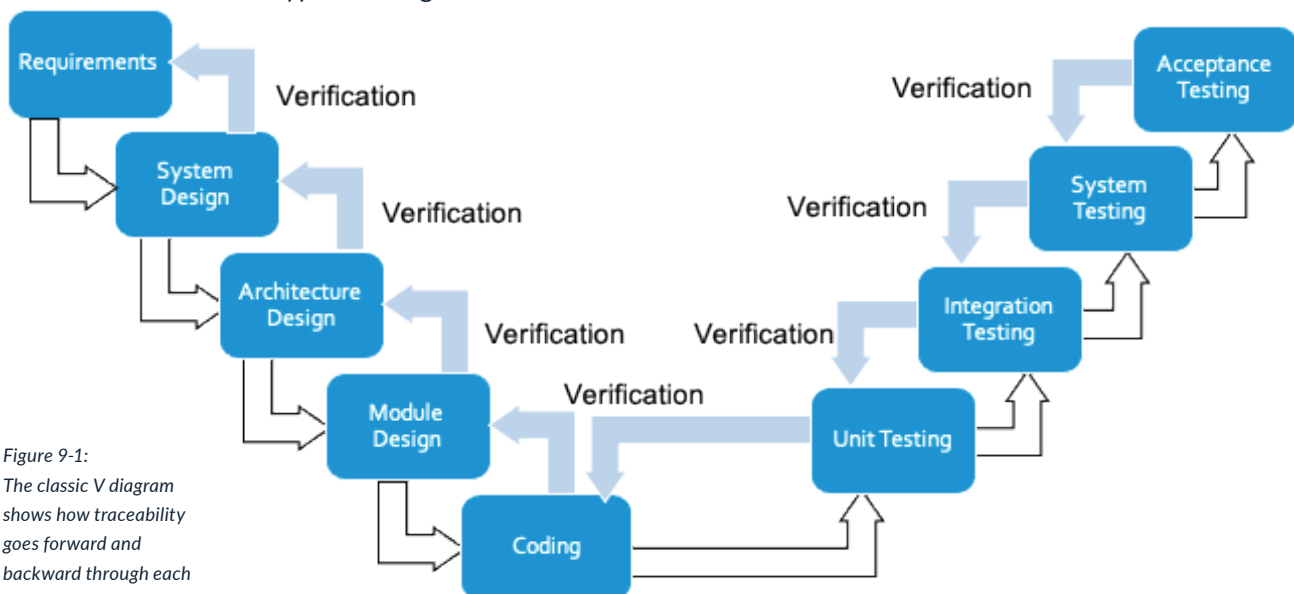 Requirements
Verification
System
Design
Verification
Architecture
Design
Verification
Module
Design
Verification
Coding
Unit Testing
Verification
Integration
Testing
Verification
System
Testing
Verification
Acceptance
Testing
Figure 9-1:
The classic V diagram
shows how traceability
goes forward and
backward through each